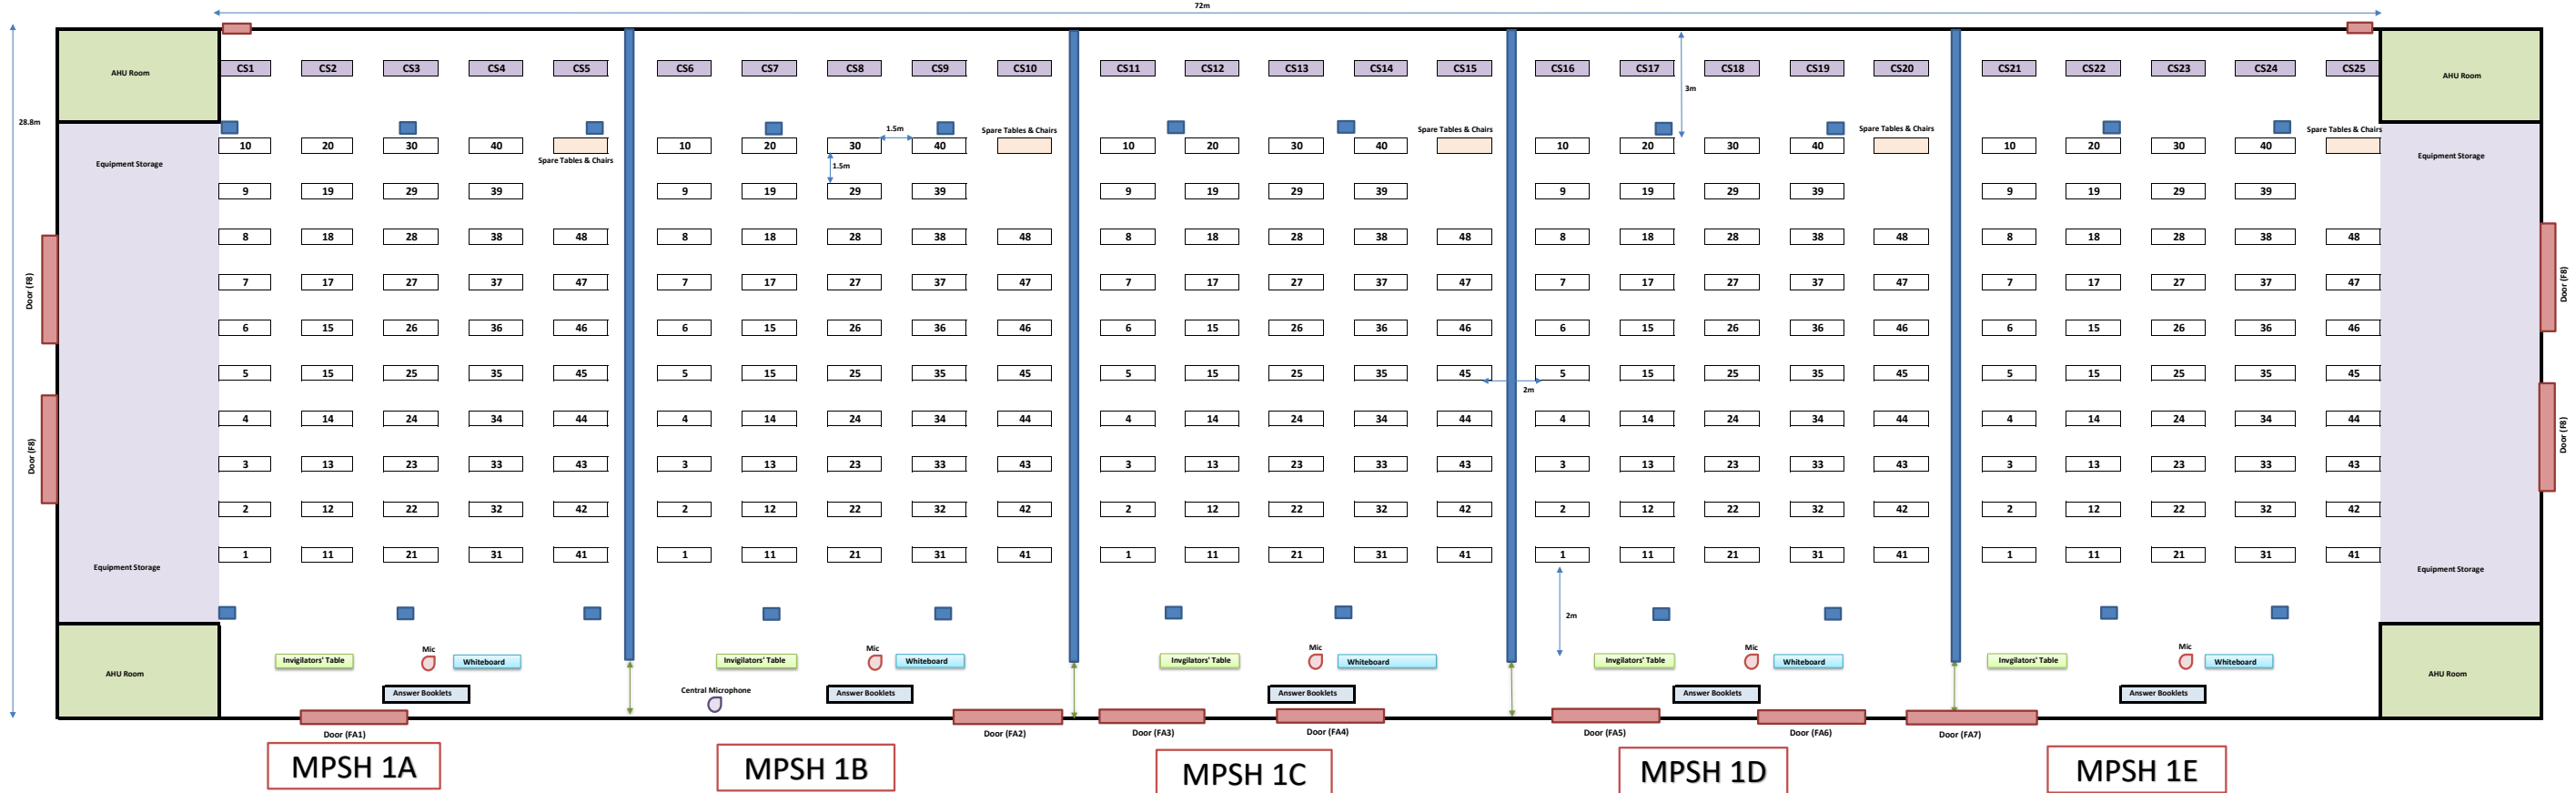 72m
AHU Room
CS1 CS2 CS3 CS4 CS5 CS6 CS7 CS8 CS9 CS10 CS11 CS12 CS13 CS14 CS15 CS16 CS17 CS18 CS19 CS20 CS21 CS22 CS23 CS24 CS25
AHU Room
3m
28.8m
1.5m
Spare Tables & Chairs Spare Tables & Chairs Spare Tables & Chairs Spare Tables & Chairs
10 20 30 40 10 20 30 40 10 20 30 40 10 20 30 40 10 20 30 40
Spare Tables & Chairs
Equipment Storage Equipment Storage
1.5m
9 19 29 39 9 19 29 39 9 19 29 39 9 19 29 39 9 19 29 39
8 18 28 38 48 8 18 28 38 48 8 18 28 38 48 8 18 28 38 48 8 18 28 38 48
7 17 27 37 47 7 17 27 37 47 7 17 27 37 47 7 17 27 37 47 7 17 27 37 47
Door (F8) Door (F8)
6 15 26 36 46 6 15 26 36 46 6 15 26 36 46 6 15 26 36 46 6 15 26 36 46
5 15 25 35 45 5 15 25 35 45 5 15 25 35 45 5 15 25 35 45 5 15 25 35 45
2m
4 14 24 34 44 4 14 24 34 44 4 14 24 34 44 4 14 24 34 44 4 14 24 34 44
Door (F8) Door (F8)
3 13 23 33 43 3 13 23 33 43 3 13 23 33 43 3 13 23 33 43 3 13 23 33 43
2 12 22 32 42 2 12 22 32 42 2 12 22 32 42 2 12 22 32 42 2 12 22 32 42
1 11 21 31 41 1 11 21 31 41 1 11 21 31 41 1 11 21 31 41 1 11 21 31 41
Equipment Storage Equipment Storage
2m
Mic Mic Mic Mic Mic
Invigilators' Table Whiteboard Invigilators' Table Whiteboard Invgilators' Table Whiteboard Invgilators' Table Whiteboard Invgilators' Table Whiteboard
AHU Room AHU Room
Central Microphone
Answer Booklets Answer Booklets Answer Booklets Answer Booklets Answer Booklets
Door (FA1) Door (FA2) Door (FA3) Door (FA4) Door (FA5) Door (FA6) Door (FA7)
MPSH 1A MPSH 1B MPSH 1C MPSH 1D MPSH 1E